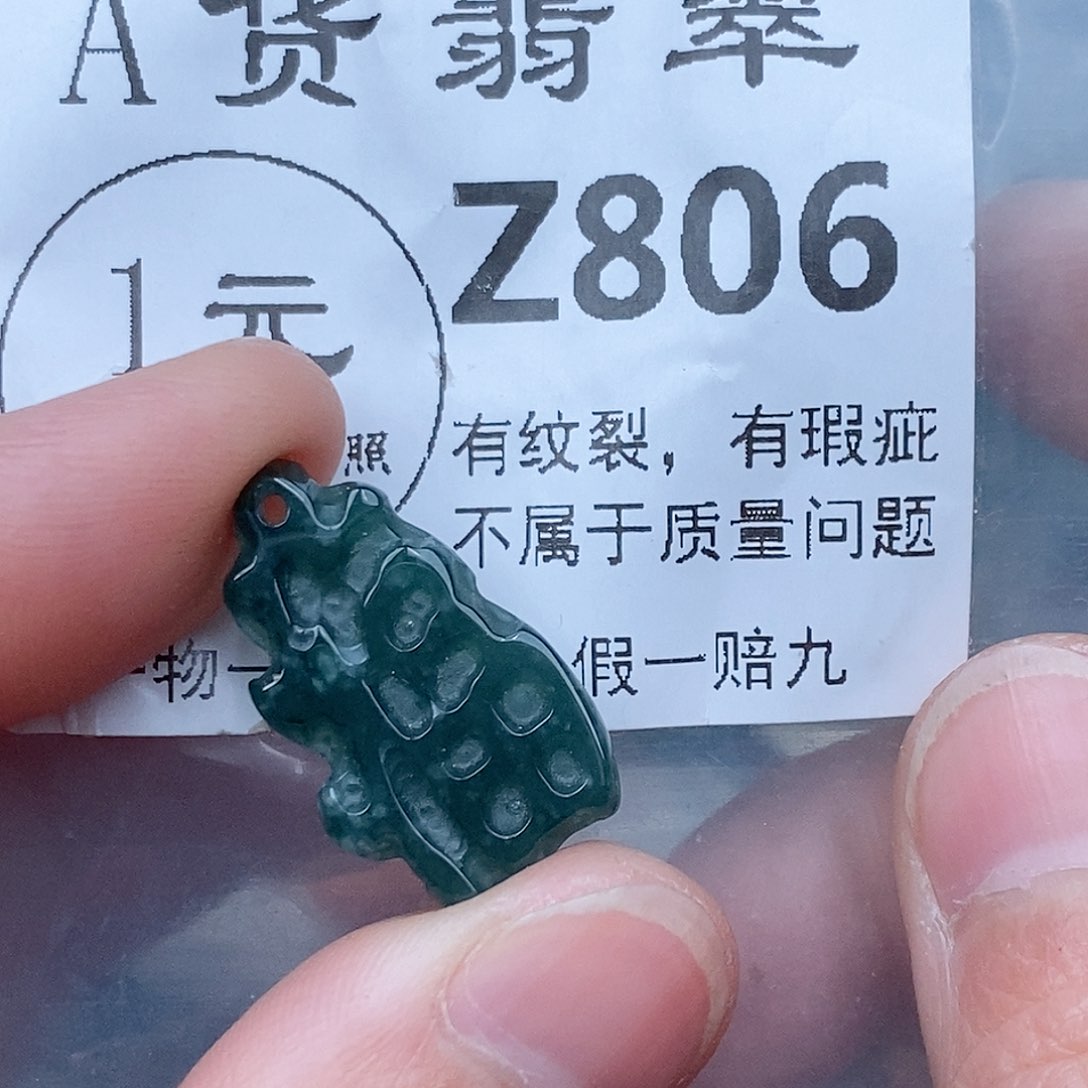 A货翡翠
1元
Z806
照
有纹裂，有瑕疵
不属于质量问题
物一
假一赔九